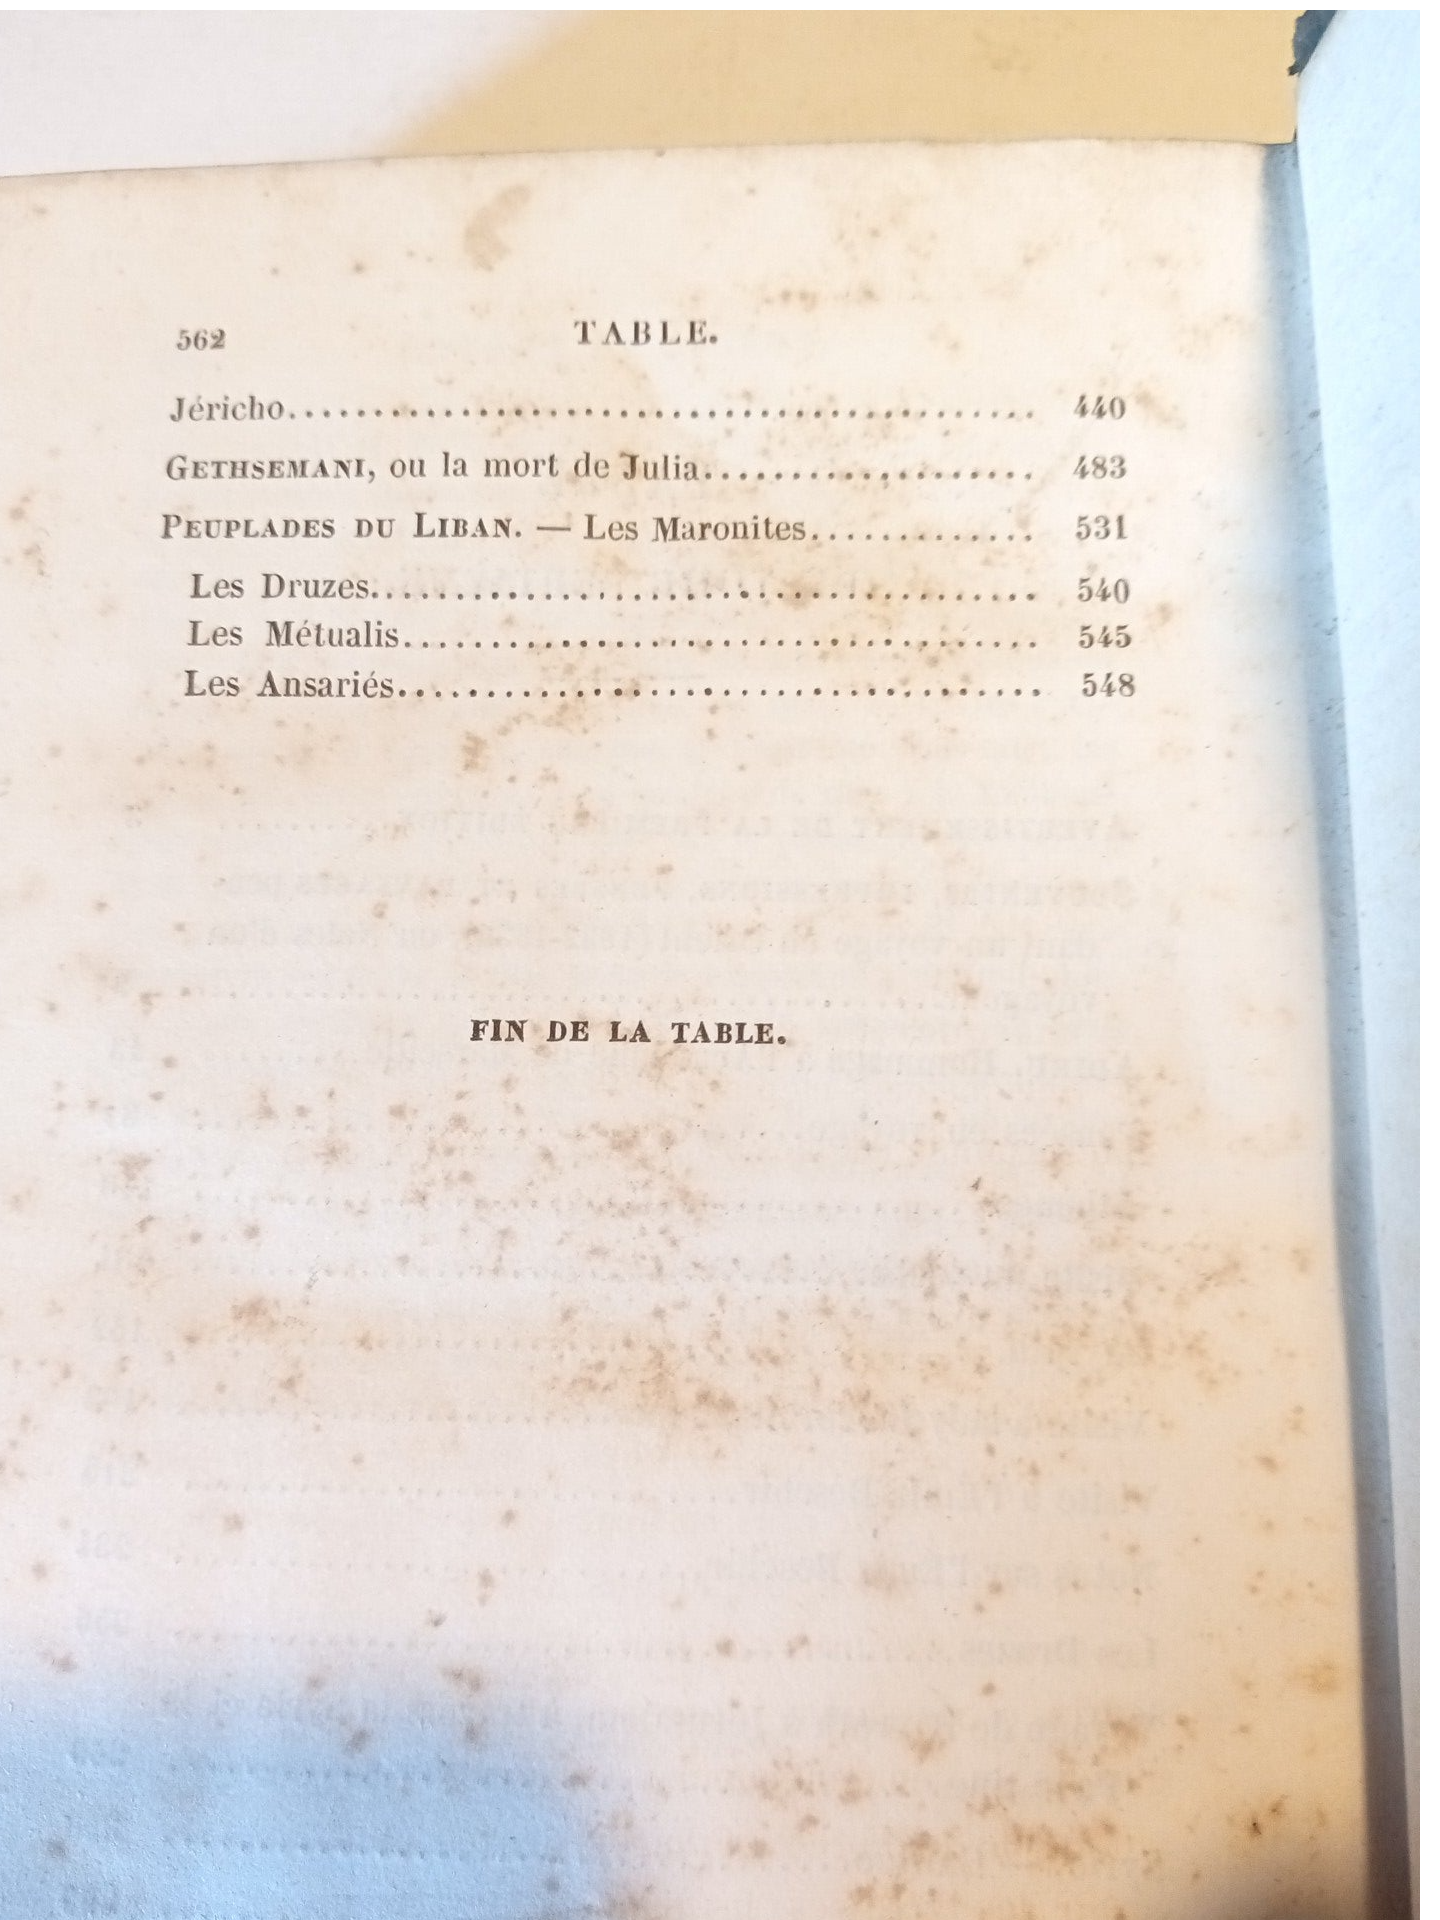 562 TABLE.
Jéricho........................................... 440
GETHSEMANI, ou la mort de Julia................... 483
PEUPLADES DU LIBAN. — Les Maronites............. 531
Les Druzes...................................... 540
Les Métualis.................................... 545
Les Ansariés..................................... 548
FIN DE LA TABLE.